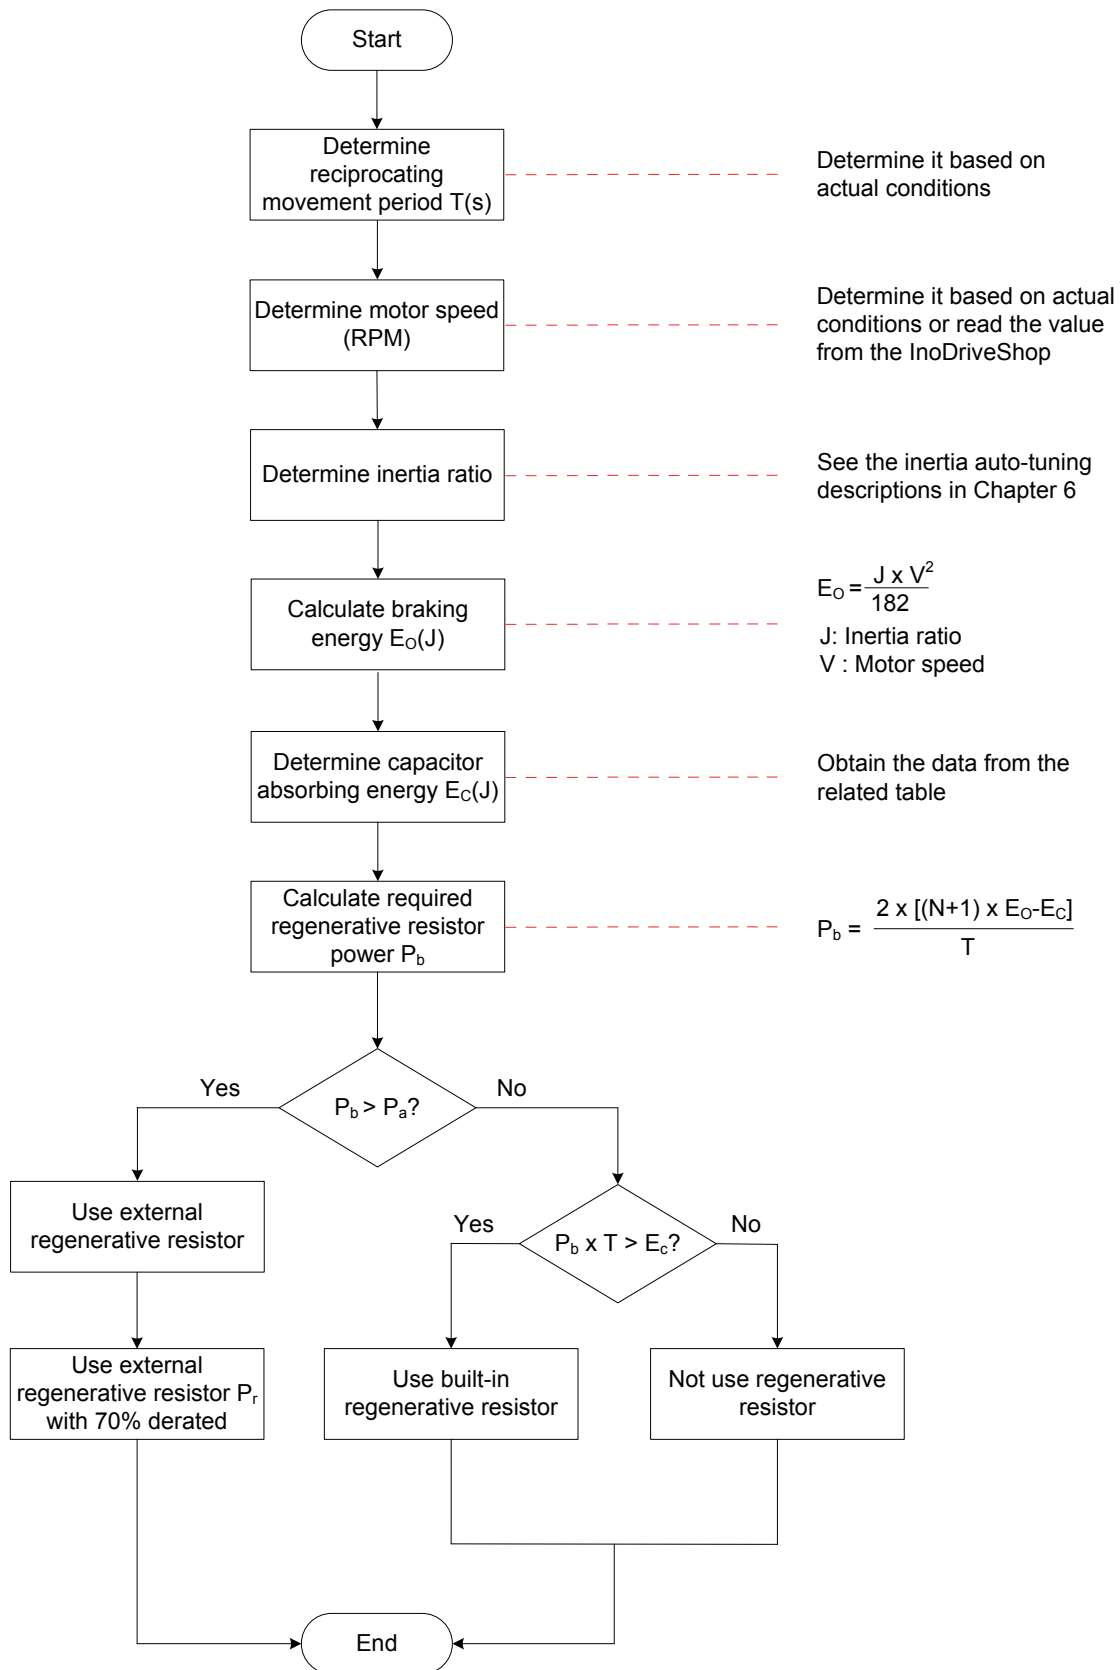 Start
Determine
reciprocating
movement period T(s)
Determine it based on
actual conditions
Determine motor speed
(RPM)
Determine it based on actual
conditions or read the value
from the InoDriveShop
Determine inertia ratio
See the inertia auto-tuning
descriptions in Chapter 6
Calculate braking
energy EO(J)
EO = J x V²
182
J: Inertia ratio
V : Motor speed
Determine capacitor
absorbing energy EC(J)
Obtain the data from the
related table
Calculate required
regenerative resistor
power Pb
Pb = 2 x [(N+1) x EO-EC]
T
Yes
No
Pb > Pa?
Use external
regenerative resistor
Yes
No
Pb x T > Ec?
Use external
regenerative resistor Pr
with 70% derated
Use built-in
regenerative resistor
Not use regenerative
resistor
End